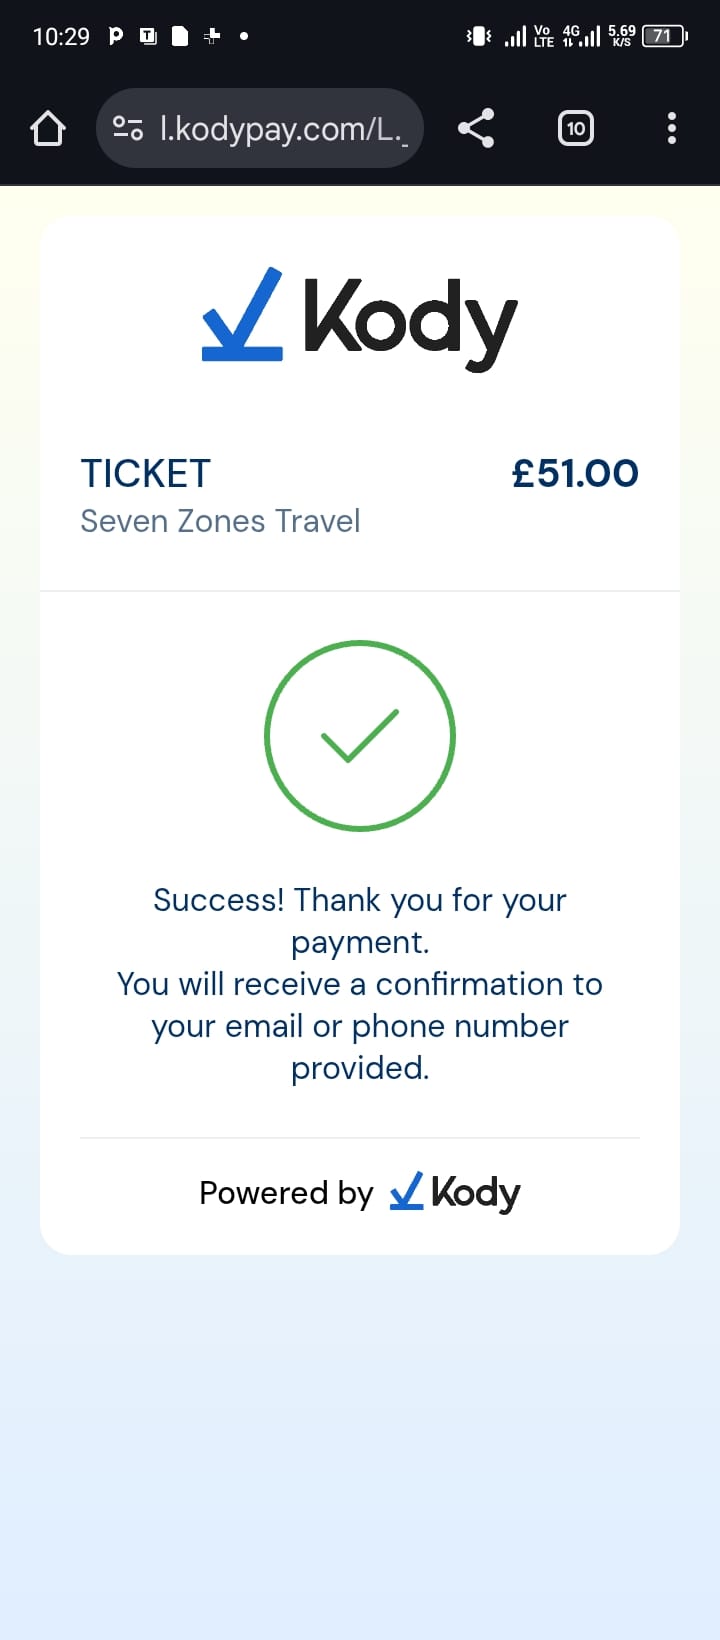 10:29
Vo LTE 4G 5.69 K/S 71
l.kodypay.com/L._
10
Kody
TICKET £51.00
Seven Zones Travel
Success! Thank you for your
payment.
You will receive a confirmation to
your email or phone number
provided.
Powered by Kody